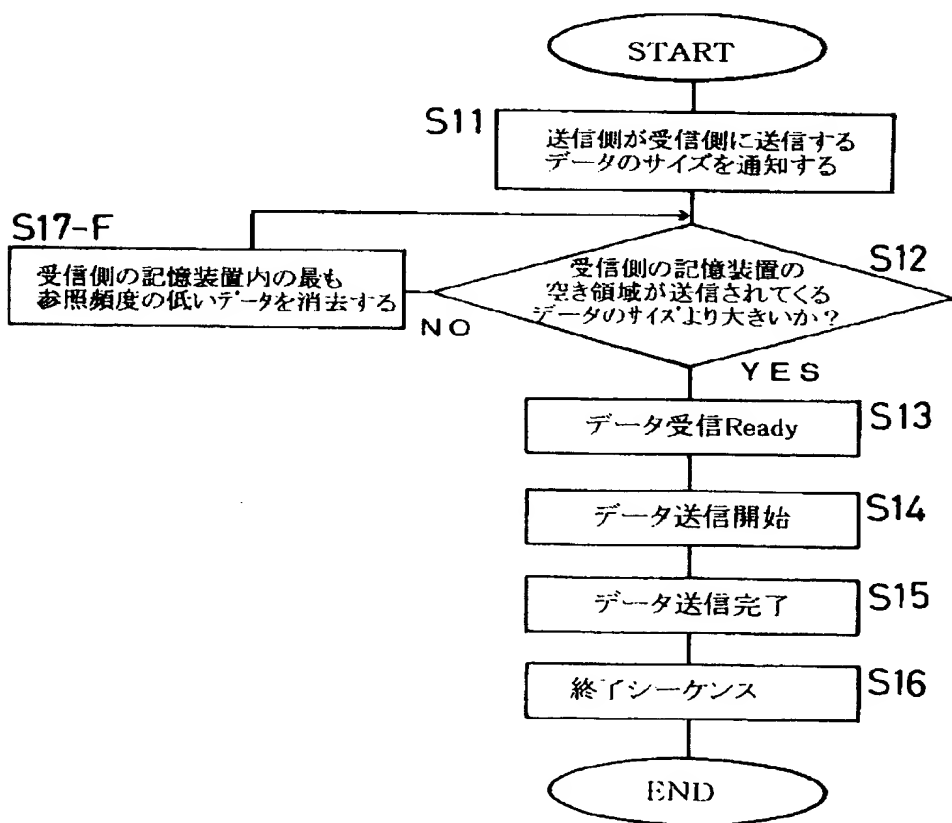 START
S11
送信側が受信側に送信する
データのサイズを通知する
S17-F
受信側の記憶装置内の最も
参照頻度の低いデータを消去する
S12
受信側の記憶装置の
空き領域が送信されてくる
データのサイズより大きいか?
NO
YES
データ受信Ready
S13
データ送信開始
S14
データ送信完了
S15
終了シーケンス
S16
END